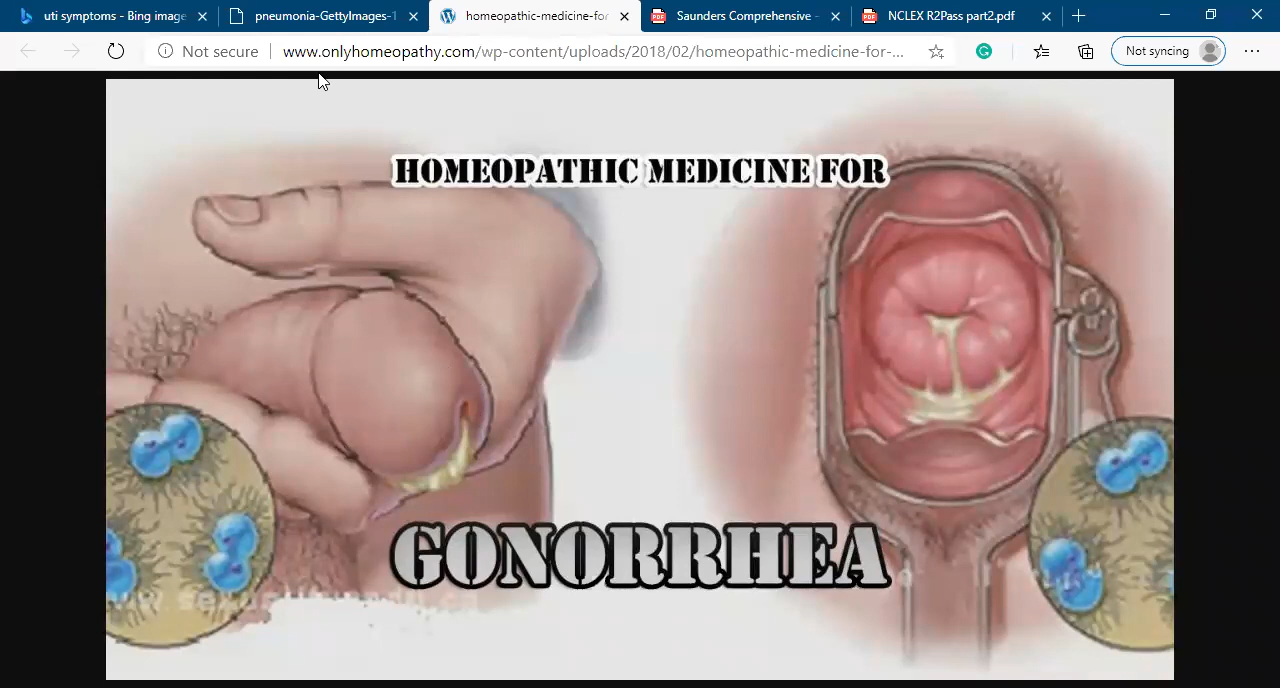 uti symptoms - Bing image
pneumonia-GettyImages-1
homeopathic-medicine-for
Saunders Comprehensive -
NCLEX R2Pass part2.pdf
Not secure
www.onlyhomeopathy.com/wp-content/uploads/2018/02/homeopathic-medicine-for-...
Not syncing
HOMEOPATHIC MEDICINE FOR
GONORRHEA